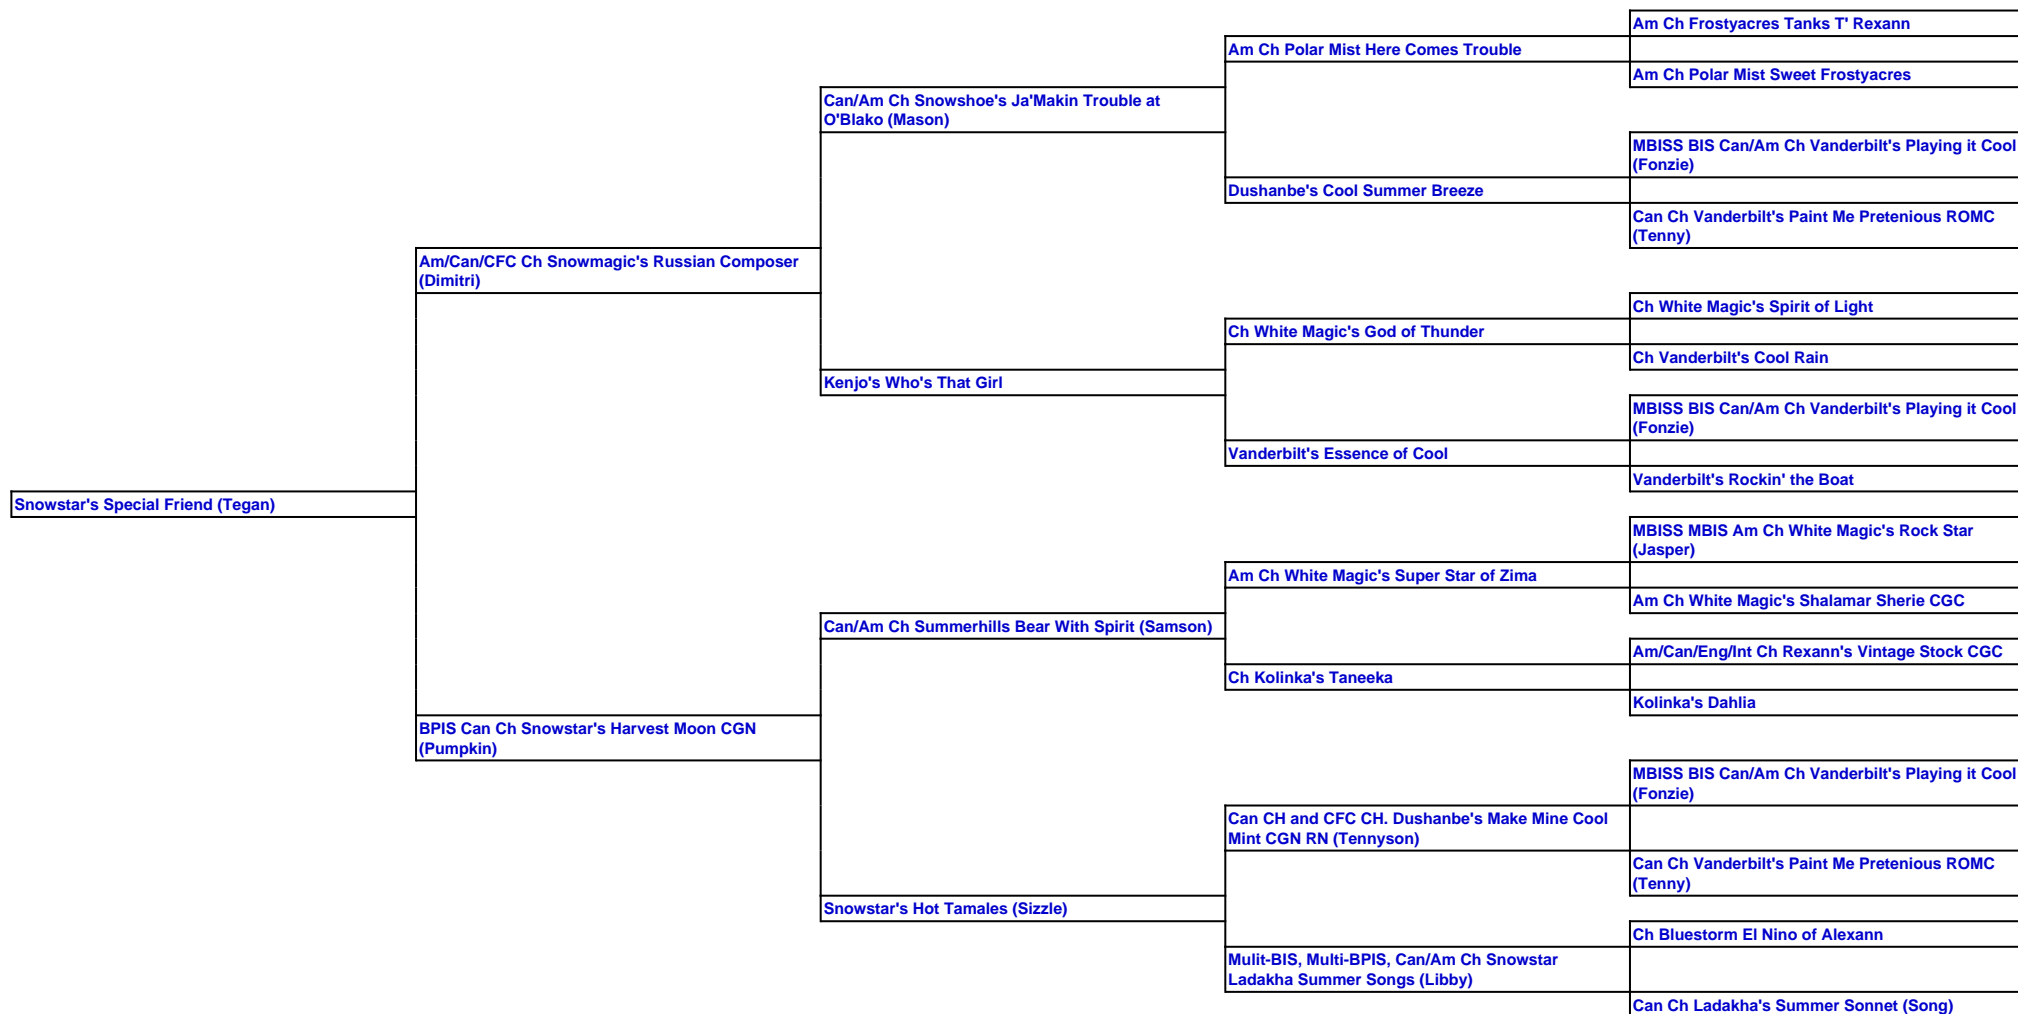 Am Ch Frostyacres Tanks T' Rexann
Am Ch Polar Mist Here Comes Trouble
Am Ch Polar Mist Sweet Frostyacres
Can/Am Ch Snowshoe's Ja'Makin Trouble at
O'Blako (Mason)
MBISS BIS Can/Am Ch Vanderbilt's Playing it Cool
(Fonzie)
Dushanbe's Cool Summer Breeze
Can Ch Vanderbilt's Paint Me Pretenious ROMC
(Tenny)
Am/Can/CFC Ch Snowmagic's Russian Composer
(Dimitri)
Ch White Magic's Spirit of Light
Ch White Magic's God of Thunder
Ch Vanderbilt's Cool Rain
Kenjo's Who's That Girl
MBISS BIS Can/Am Ch Vanderbilt's Playing it Cool
(Fonzie)
Vanderbilt's Essence of Cool
Vanderbilt's Rockin' the Boat
Snowstar's Special Friend (Tegan)
MBISS MBIS Am Ch White Magic's Rock Star
(Jasper)
Am Ch White Magic's Super Star of Zima
Am Ch White Magic's Shalamar Sherie CGC
Can/Am Ch Summerhills Bear With Spirit (Samson)
Am/Can/Eng/Int Ch Rexann's Vintage Stock CGC
Ch Kolinka's Taneeka
Kolinka's Dahlia
BPIS Can Ch Snowstar's Harvest Moon CGN
(Pumpkin)
MBISS BIS Can/Am Ch Vanderbilt's Playing it Cool
(Fonzie)
Can CH and CFC CH. Dushanbe's Make Mine Cool
Mint CGN RN (Tennyson)
Can Ch Vanderbilt's Paint Me Pretenious ROMC
(Tenny)
Snowstar's Hot Tamales (Sizzle)
Ch Bluestorm El Nino of Alexann
Mulit-BIS, Multi-BPIS, Can/Am Ch Snowstar
Ladakha Summer Songs (Libby)
Can Ch Ladakha's Summer Sonnet (Song)